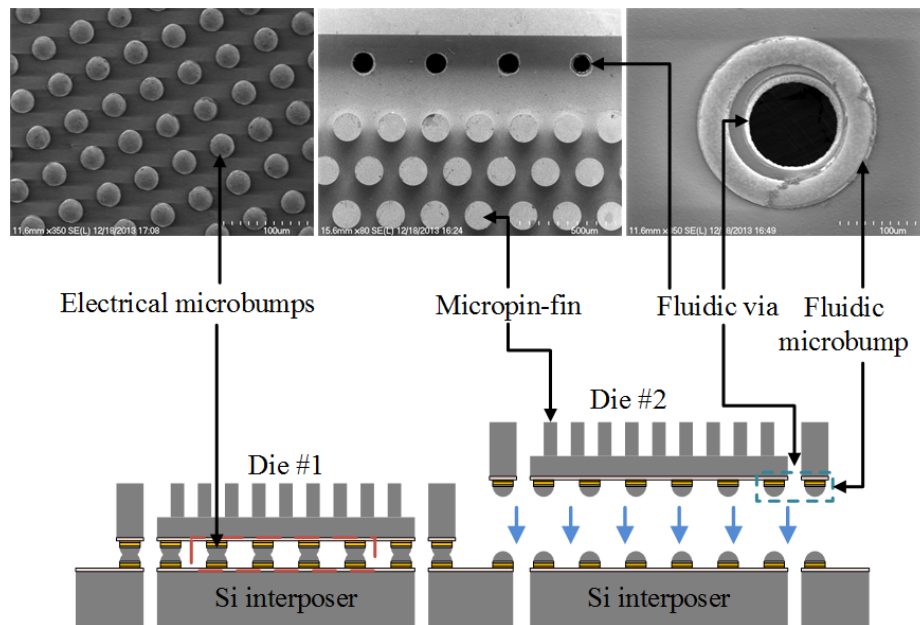 11.6mm x350 SE(L) 12/18/2013 17:08
100um
15.6mm x80 SE(L) 12/18/2013 16:24
500um
11.6mm x350 SE(L) 12/18/2013 16:49
100um
Electrical microbumps
Micropin-fin
Fluidic via
Fluidic
microbump
Die #1
Die #2
Si interposer
Si interposer